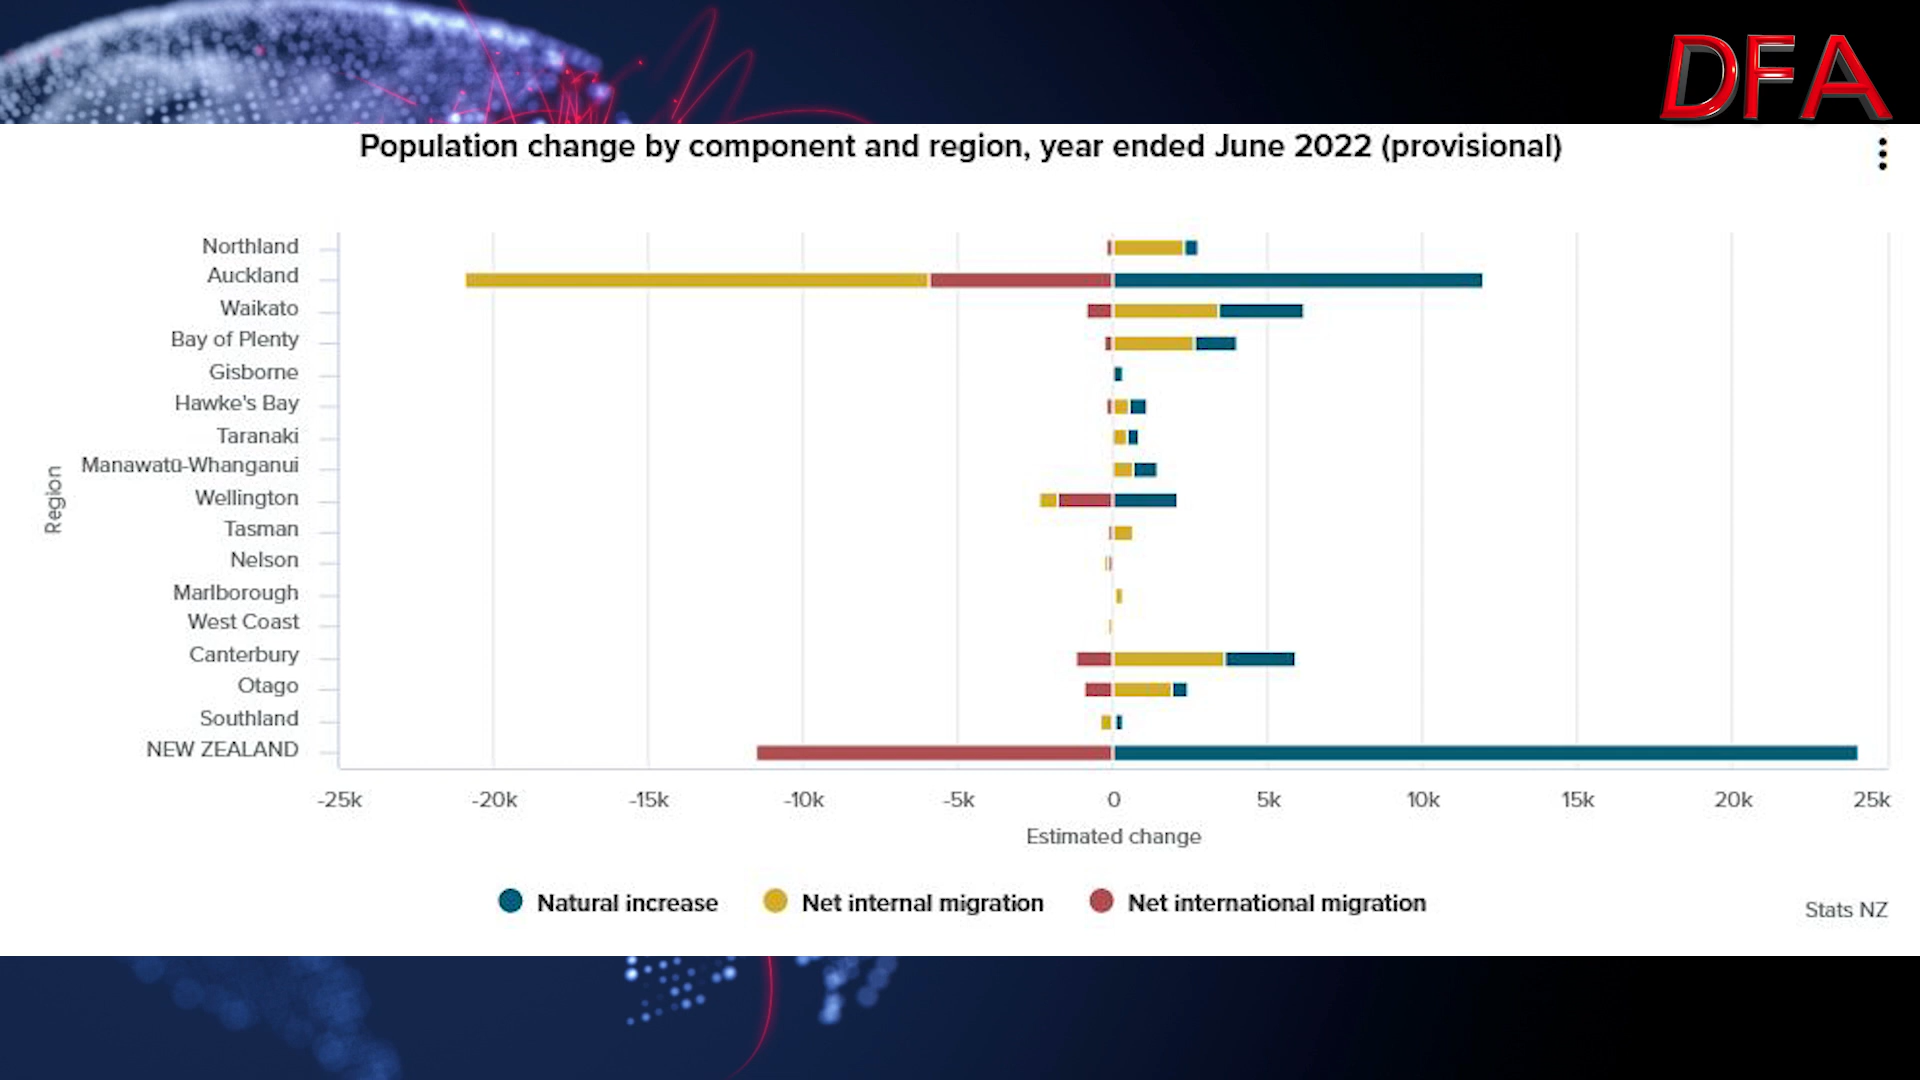 DFA
Population change by component and region, year ended June 2022 (provisional)
Region
Northland
Auckland
Waikato
Bay of Plenty
Gisborne
Hawke's Bay
Taranaki
Manawatū-Whanganui
Wellington
Tasman
Nelson
Marlborough
West Coast
Canterbury
Otago
Southland
NEW ZEALAND
-25k -20k -15k -10k -5k 0 5k 10k 15k 20k 25k
Estimated change
Natural increase Net internal migration Net international migration
Stats NZ